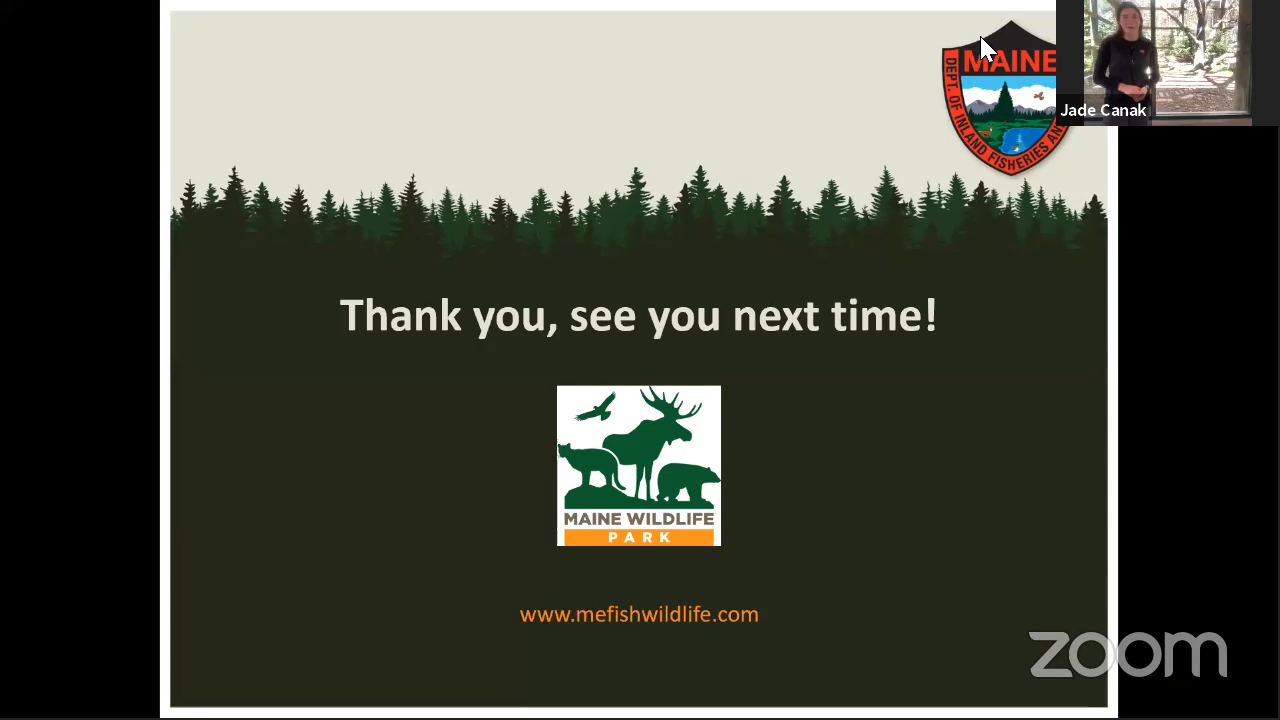 MAINE
DEPT. OF INLAND FISHERIES AN
Jade Canak
Thank you, see you next time!
MAINE WILDLIFE
PARK
www.mefishwildlife.com
zoom